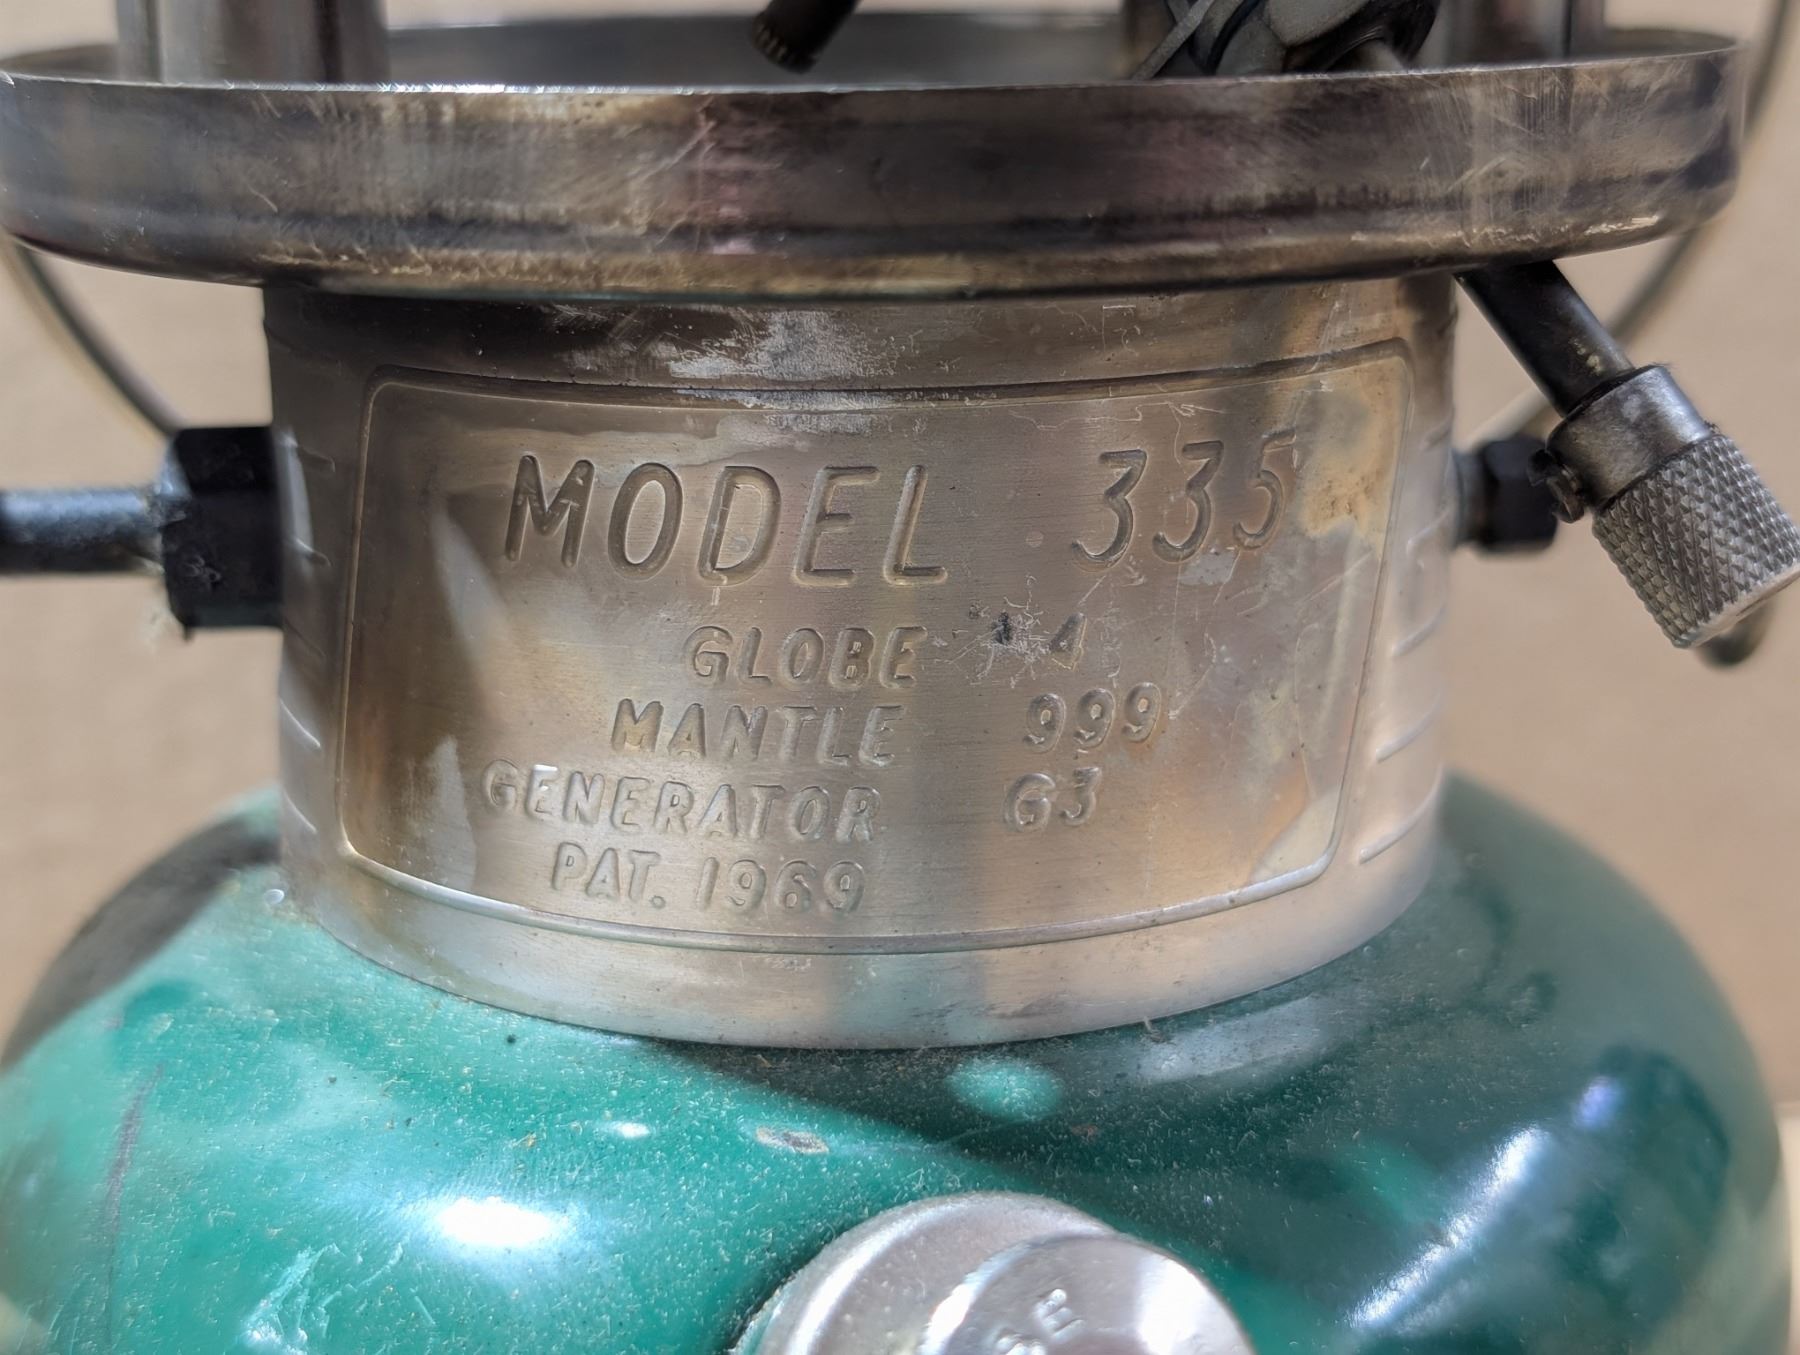 MODEL 335
GLOBE 4
MANTLE 999
GENERATOR G3
PAT. 1969